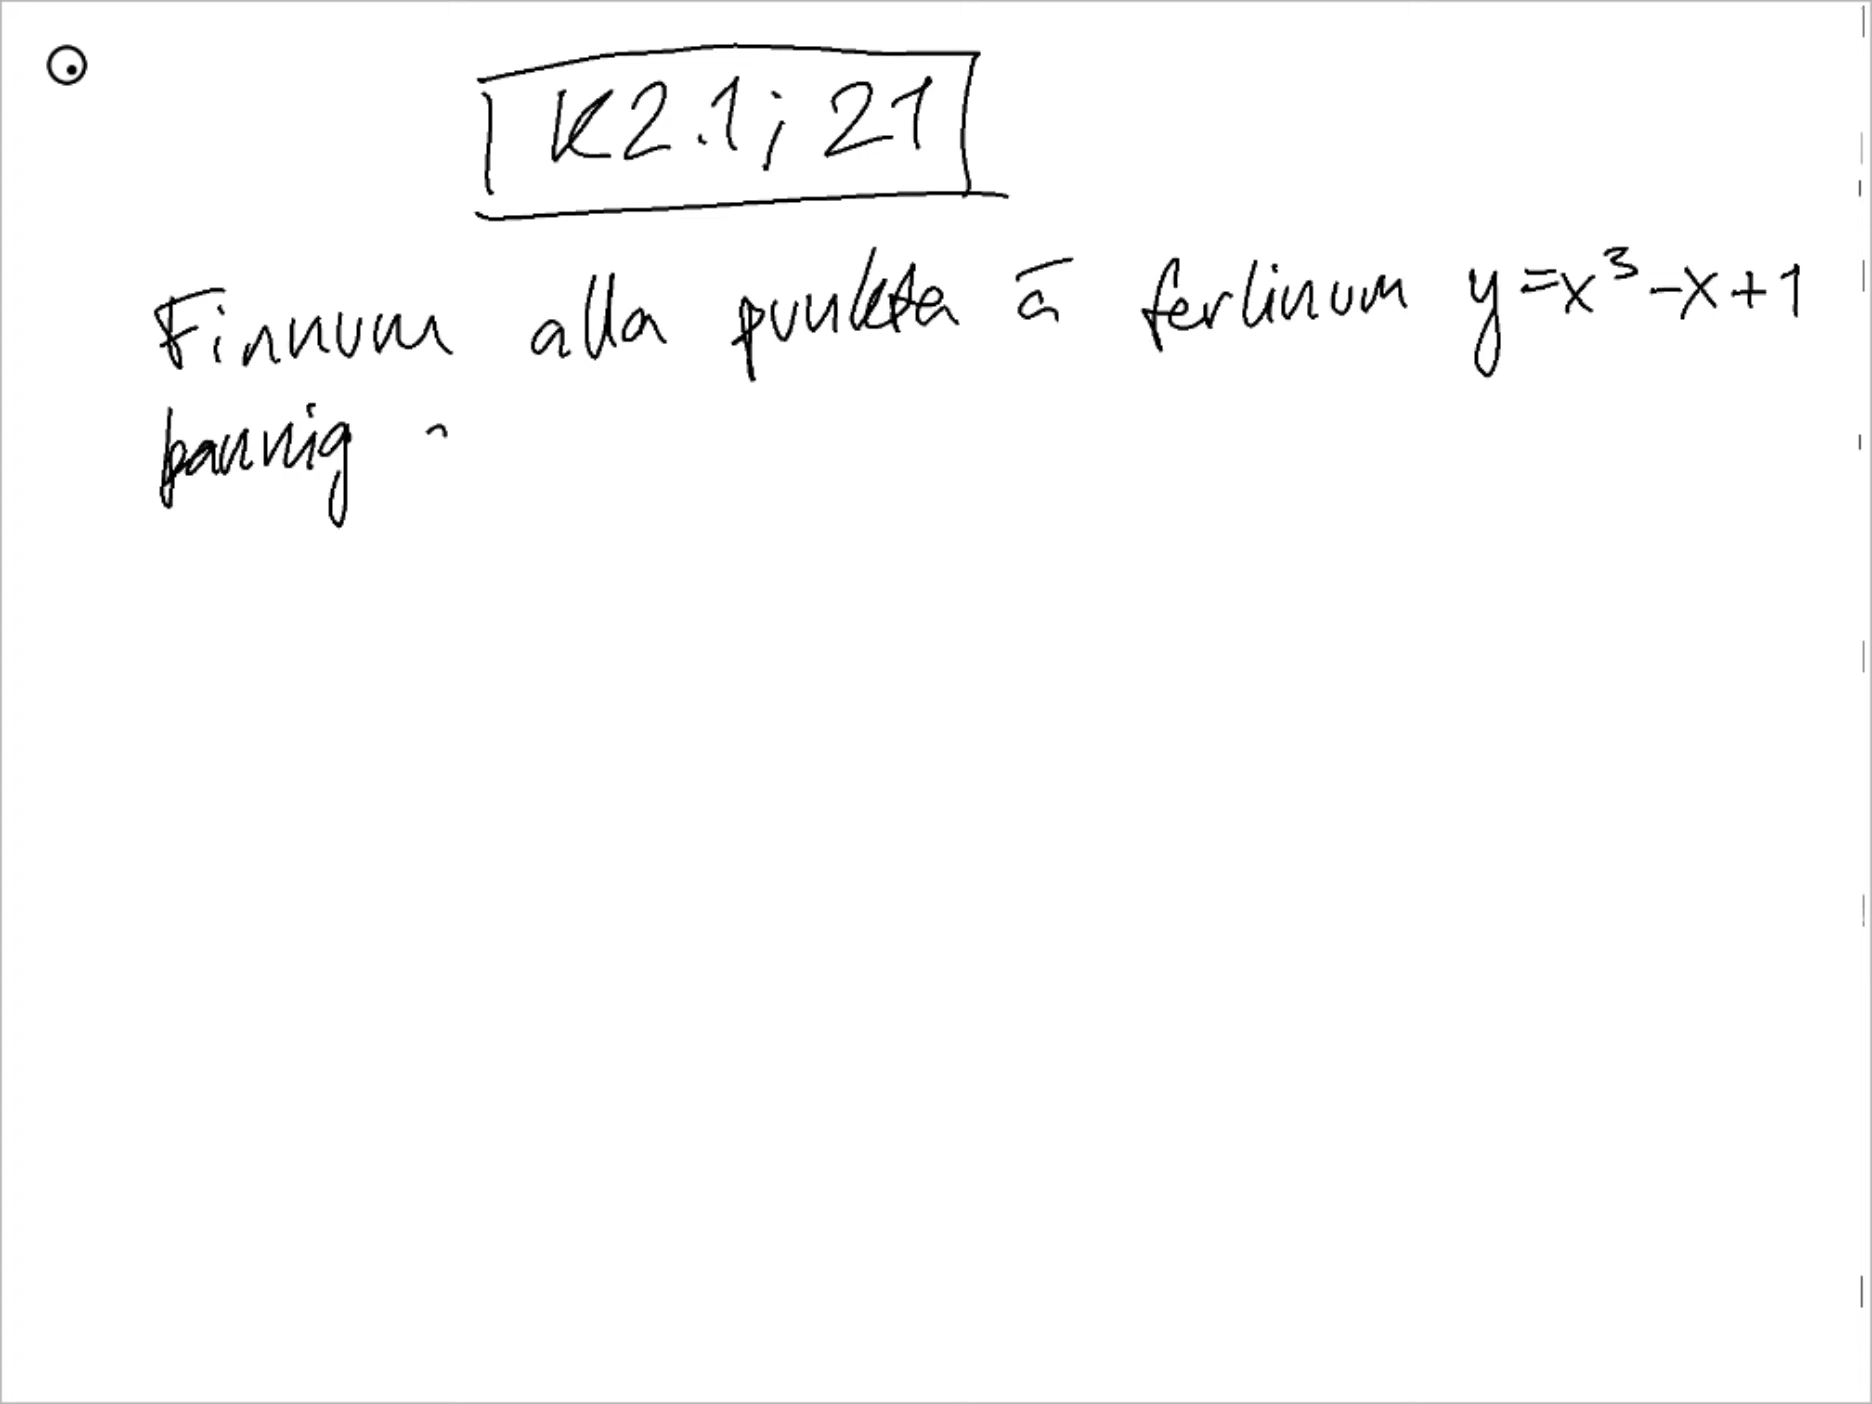 K2.1; 21
Finnum alla punkta á ferlinum y=x³-x+1
þannig